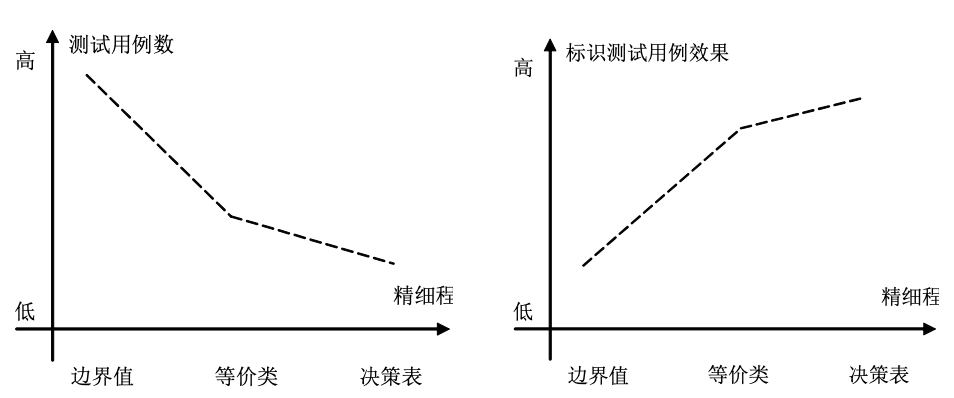 测试用例数
高
低
精细程
边界值 等价类 决策表
标识测试用例效果
高
低
精细程
边界值 等价类 决策表